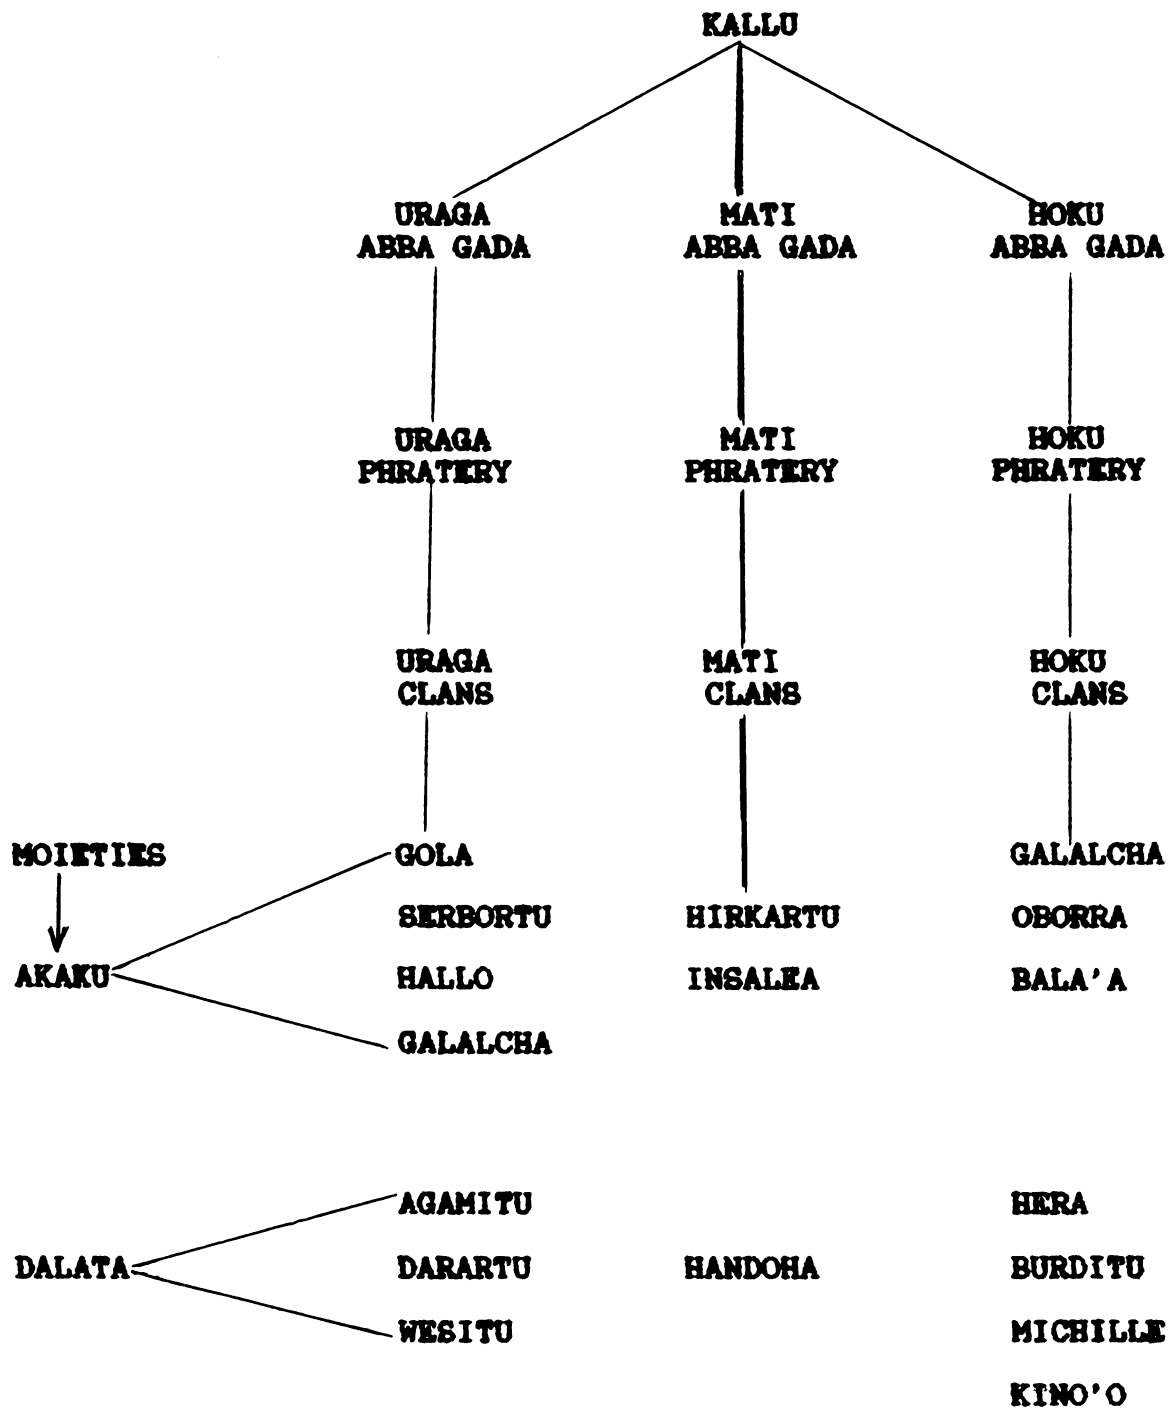 KALLU
URAGA MATI HOKU
ABBA GADA ABBA GADA ABBA GADA
URAGA MATI HOKU
PHRATERY PHRATERY PHRATERY
URAGA MATI HOKU
CLANS CLANS CLANS
MOIETIES GOLA GALALCHA
SERBORTU HIRKARTU OBORRA
AKAKU HALLO INSALEA BALA'A
GALALCHA
AGAMITU HERA
DALATA DARARTU HANDOHA BURDITU
WESITU MICHILLE
KINO'O